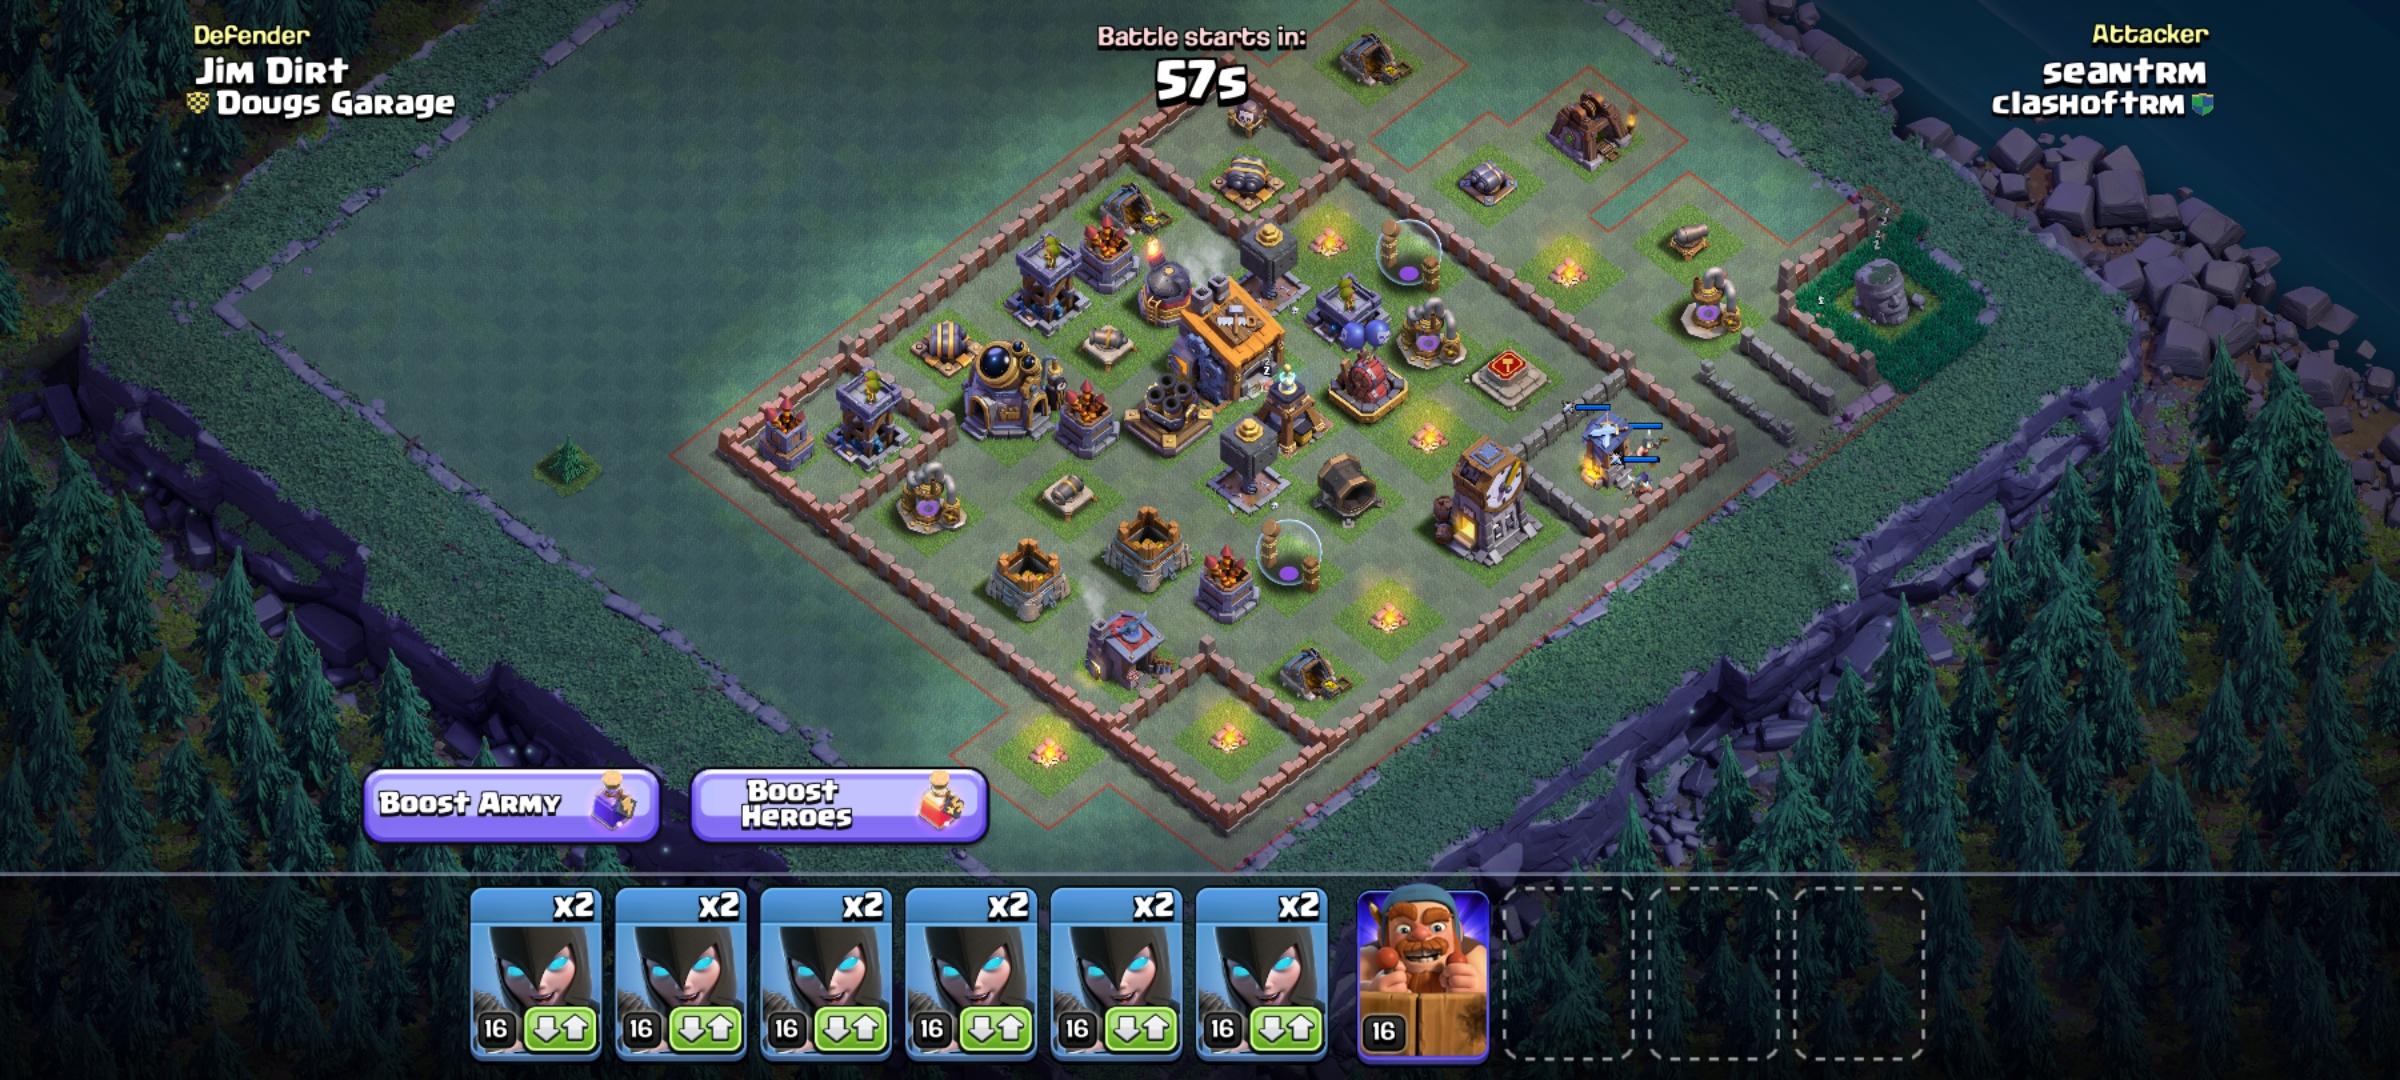 Defender
Jim Dirt
Dougs Garage
Battle starts in:
57s
Attacker
seantrm
clashoftrm
Boost Army
Boost
Heroes
x2
x2
x2
x2
x2
x2
16
16
16
16
16
16
16